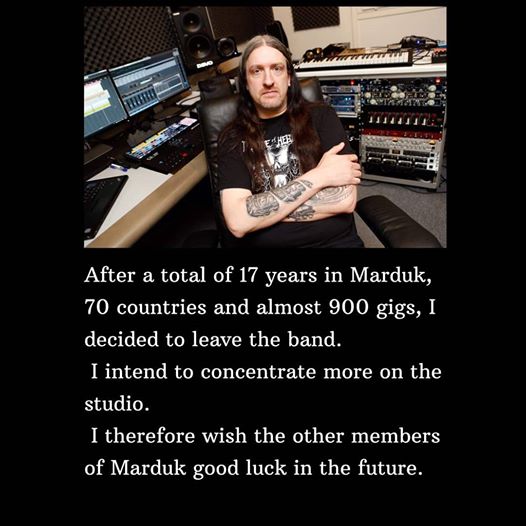 After a total of 17 years in Marduk,
70 countries and almost 900 gigs, I
decided to leave the band.
I intend to concentrate more on the
studio.
I therefore wish the other members
of Marduk good luck in the future.